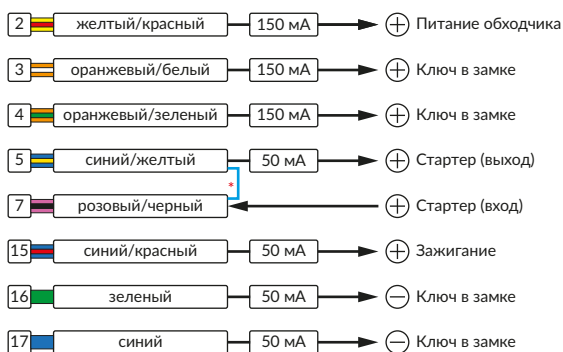 2 желтый/красный 150 мА + Питание обходчика
3 оранжевый/белый 150 мА + Ключ в замке
4 оранжевый/зеленый 150 мА + Ключ в замке
5 синий/желтый 50 мА + Стартер (выход)
*
7 розовый/черный + Стартер (вход)
15 синий/красный 50 мА + Зажигание
16 зеленый 50 мА − Ключ в замке
17 синий 50 мА − Ключ в замке